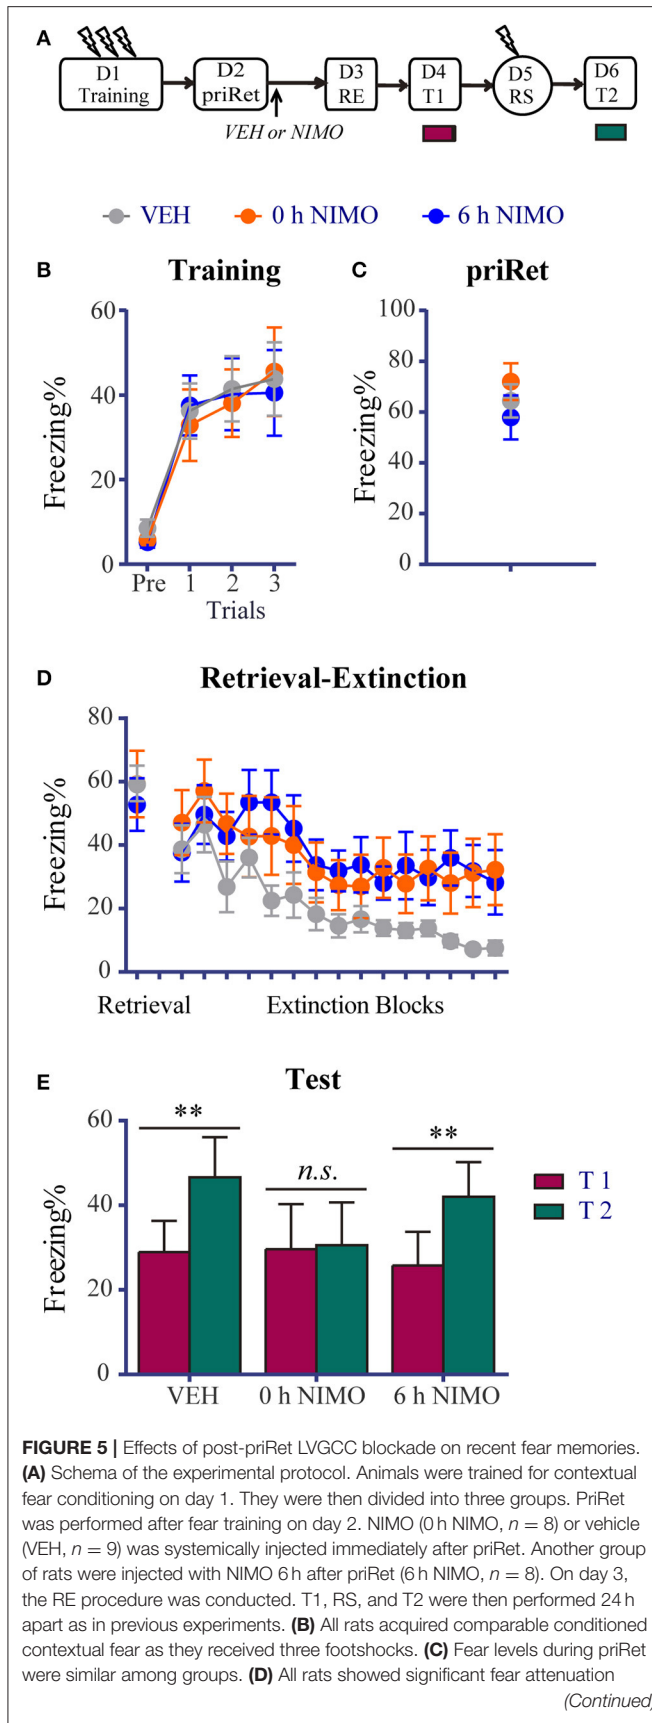 A
D1
Training
D2
priRet
D3
RE
D4
T1
D5
RS
D6
T2
VEH or NIMO
VEH
0 h NIMO
6 h NIMO
B
Training
Freezing%
60
40
20
0
Pre
1
2
3
Trials
C
priRet
Freezing%
100
80
60
40
20
0
D
Retrieval-Extinction
Freezing%
80
60
40
20
0
Retrieval
Extinction Blocks
E
Test
Freezing%
60
40
20
0
**
n.s.
**
T 1
T 2
VEH
0 h NIMO
6 h NIMO
FIGURE 5 | Effects of post-priRet LVGCC blockade on recent fear memories.
(A) Schema of the experimental protocol. Animals were trained for contextual
fear conditioning on day 1. They were then divided into three groups. PriRet
was performed after fear training on day 2. NIMO (0 h NIMO, n = 8) or vehicle
(VEH, n = 9) was systemically injected immediately after priRet. Another group
of rats were injected with NIMO 6 h after priRet (6 h NIMO, n = 8). On day 3,
the RE procedure was conducted. T1, RS, and T2 were then performed 24 h
apart as in previous experiments. (B) All rats acquired comparable conditioned
contextual fear as they received three footshocks. (C) Fear levels during priRet
were similar among groups. (D) All rats showed significant fear attenuation
(Continued)